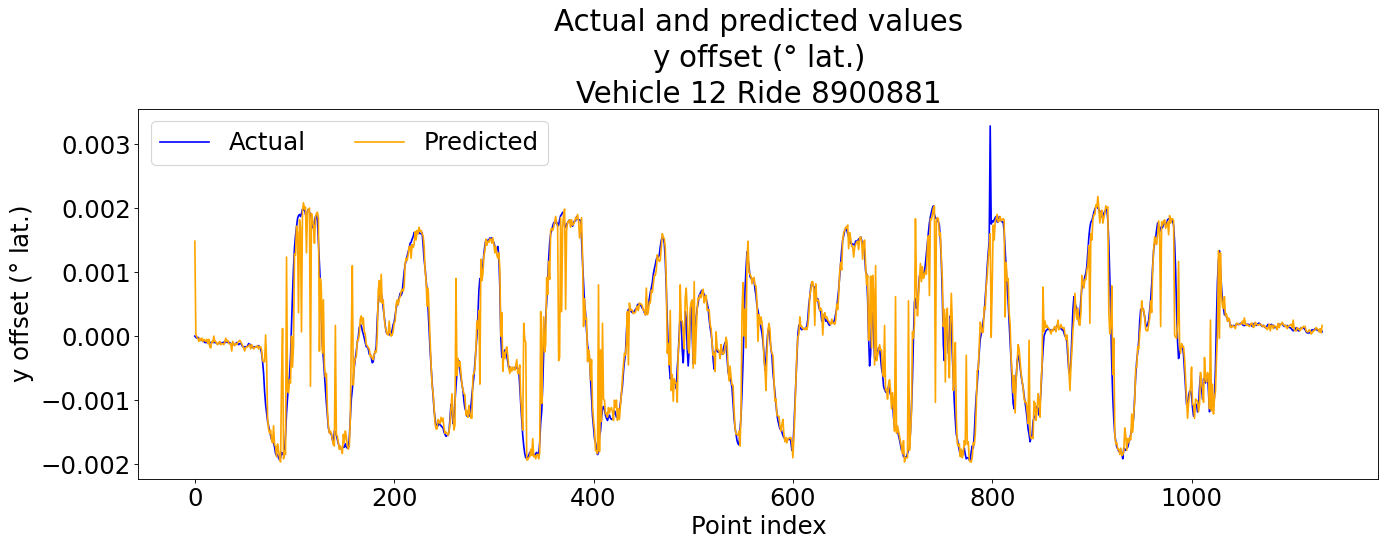 Actual and predicted values
y offset (° lat.)
Vehicle 12 Ride 8900881
Actual
Predicted
0.003
0.002
0.001
0.000
−0.001
−0.002
y offset (° lat.)
0
200
400
600
800
1000
Point index